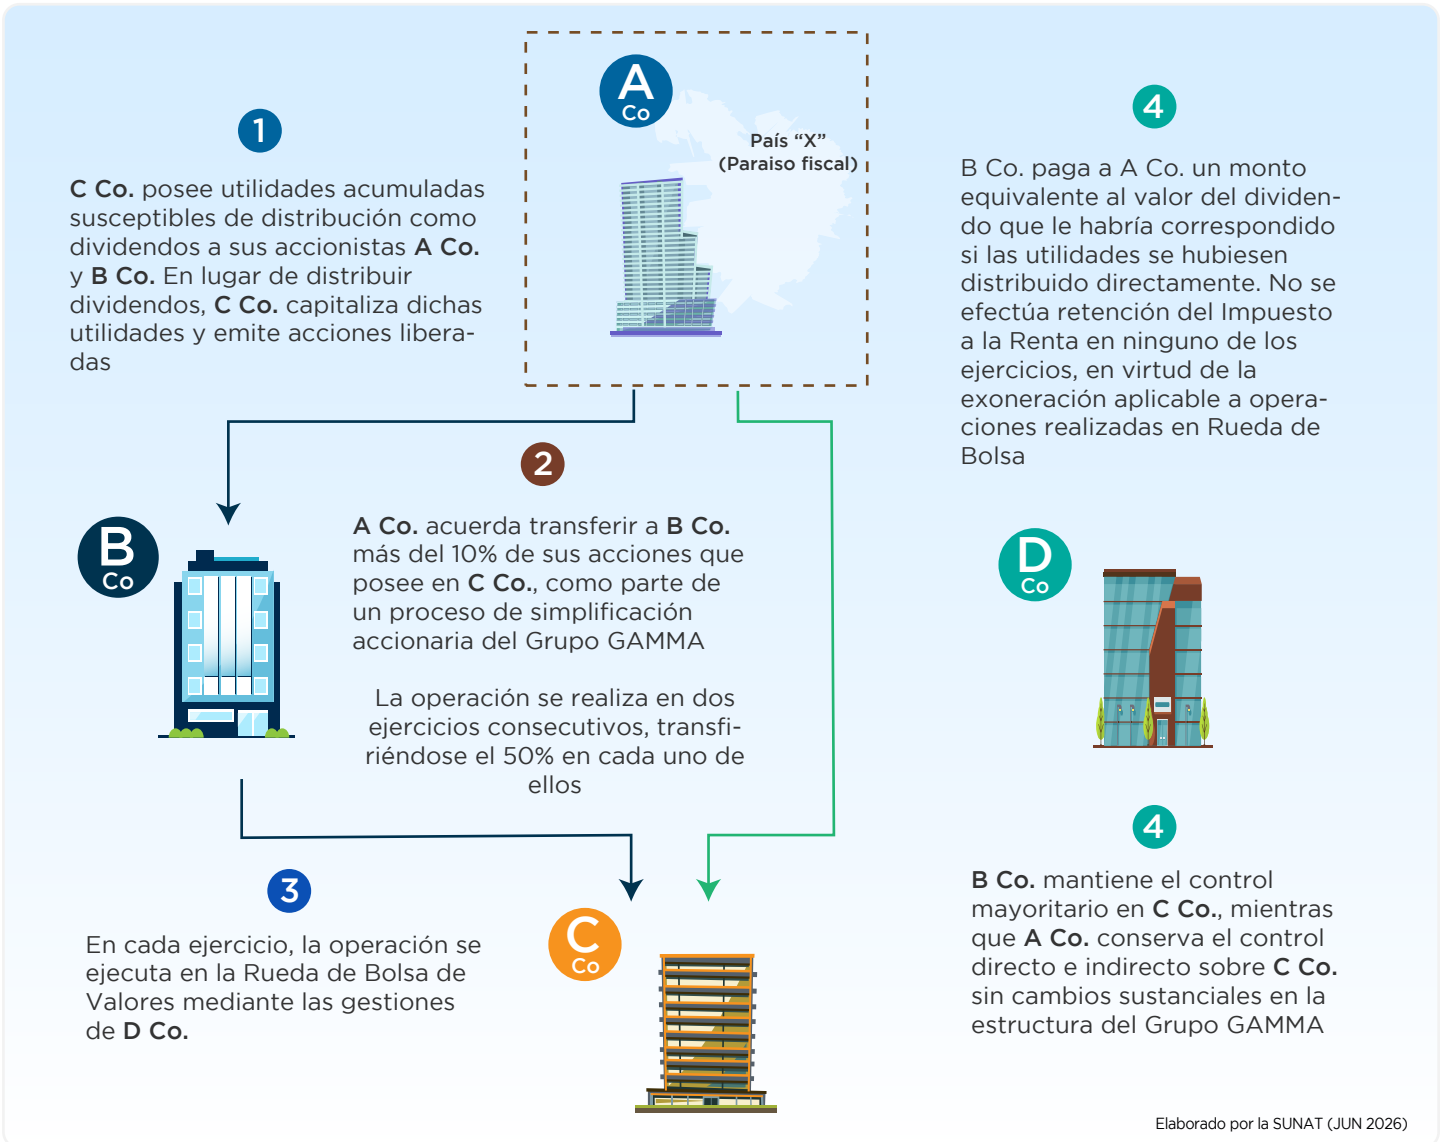 A
Co
País “X”
(Paraiso fiscal)
1
C Co. posee utilidades acumuladas
susceptibles de distribución como
dividendos a sus accionistas A Co.
y B Co. En lugar de distribuir
dividendos, C Co. capitaliza dichas
utilidades y emite acciones libera-
das
4
B Co. paga a A Co. un monto
equivalente al valor del dividen-
do que le habría correspondido
si las utilidades se hubiesen
distribuido directamente. No se
efectúa retención del Impuesto
a la Renta en ninguno de los
ejercicios, en virtud de la
exoneración aplicable a opera-
ciones realizadas en Rueda de
Bolsa
B
Co
2
A Co. acuerda transferir a B Co.
más del 10% de sus acciones que
posee en C Co., como parte de
un proceso de simplificación
accionaria del Grupo GAMMA
La operación se realiza en dos
ejercicios consecutivos, transfi-
riéndose el 50% en cada uno de
ellos
D
Co
3
En cada ejercicio, la operación se
ejecuta en la Rueda de Bolsa de
Valores mediante las gestiones
de D Co.
C
Co
4
B Co. mantiene el control
mayoritario en C Co., mientras
que A Co. conserva el control
directo e indirecto sobre C Co.
sin cambios sustanciales en la
estructura del Grupo GAMMA
Elaborado por la SUNAT (JUN 2026)